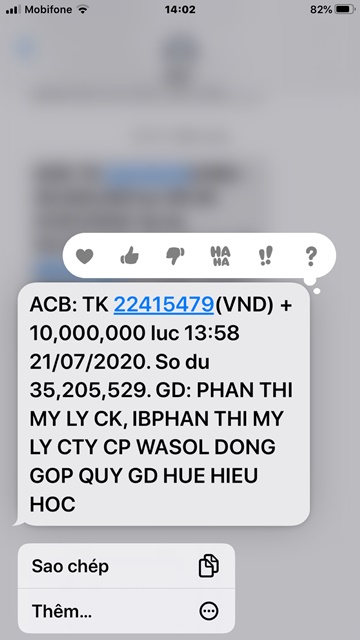 Mobifone 14:02 82%
HA HA !! ?
ACB: TK 22415479(VND) +
10,000,000 luc 13:58
21/07/2020. So du
35,205,529. GD: PHAN THI
MY LY CK, IBPHAN THI MY
LY CTY CP WASOL DONG
GOP QUY GD HUE HIEU
HOC
Sao chép
Thêm...